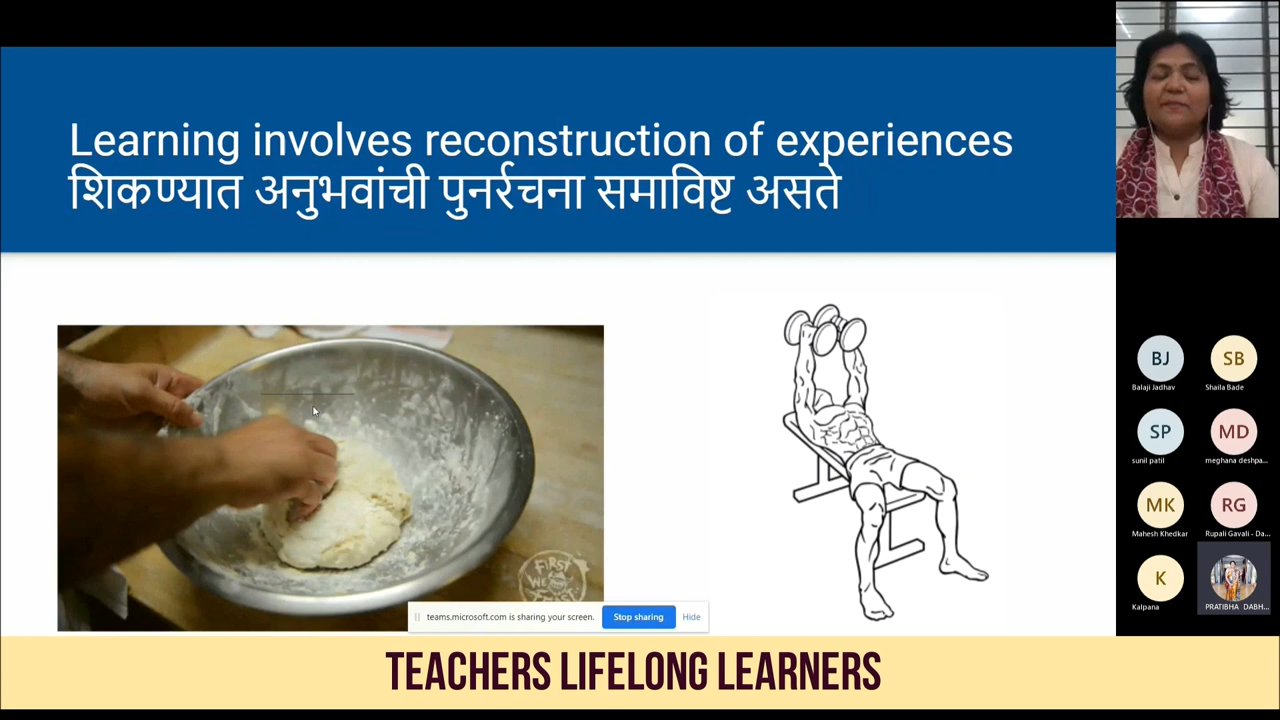 Learning involves reconstruction of experiences
शिकण्यात अनुभवांची पुनर्रचना समाविष्ट असते
FIRST
WE
teams.microsoft.com is sharing your screen.
Stop sharing
Hide
BJ
Balaji Jadhav
SB
Shaila Bade
SP
sunil patil
MD
meghana deshpa...
MK
Mahesh Khedkar
RG
Rupali Gavali - Da...
K
Kalpana
PRATIBHA DABH...
TEACHERS LIFELONG LEARNERS